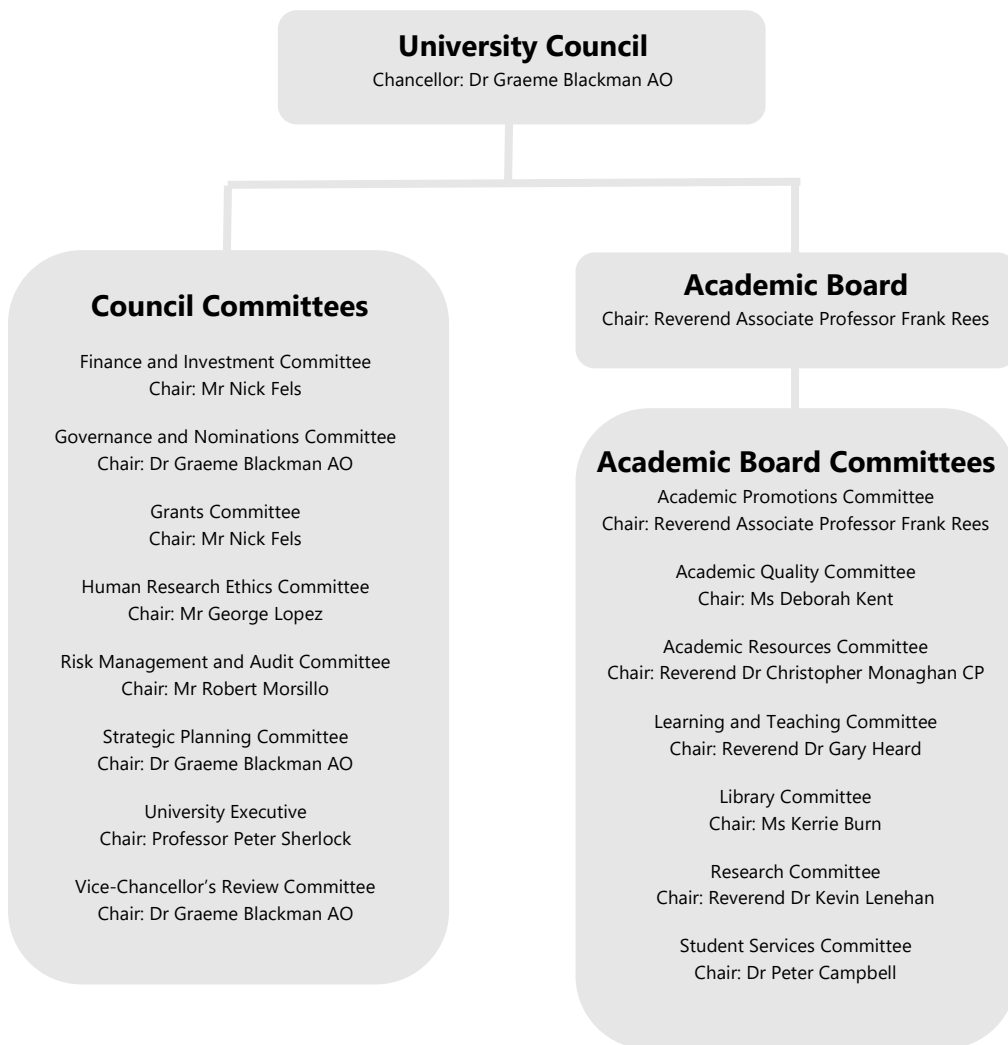 University Council
Chancellor: Dr Graeme Blackman AO
Council Committees
Finance and Investment Committee
Chair: Mr Nick Fels
Governance and Nominations Committee
Chair: Dr Graeme Blackman AO
Grants Committee
Chair: Mr Nick Fels
Human Research Ethics Committee
Chair: Mr George Lopez
Risk Management and Audit Committee
Chair: Mr Robert Morsillo
Strategic Planning Committee
Chair: Dr Graeme Blackman AO
University Executive
Chair: Professor Peter Sherlock
Vice-Chancellor’s Review Committee
Chair: Dr Graeme Blackman AO
Academic Board
Chair: Reverend Associate Professor Frank Rees
Academic Board Committees
Academic Promotions Committee
Chair: Reverend Associate Professor Frank Rees
Academic Quality Committee
Chair: Ms Deborah Kent
Academic Resources Committee
Chair: Reverend Dr Christopher Monaghan CP
Learning and Teaching Committee
Chair: Reverend Dr Gary Heard
Library Committee
Chair: Ms Kerrie Burn
Research Committee
Chair: Reverend Dr Kevin Lenehan
Student Services Committee
Chair: Dr Peter Campbell